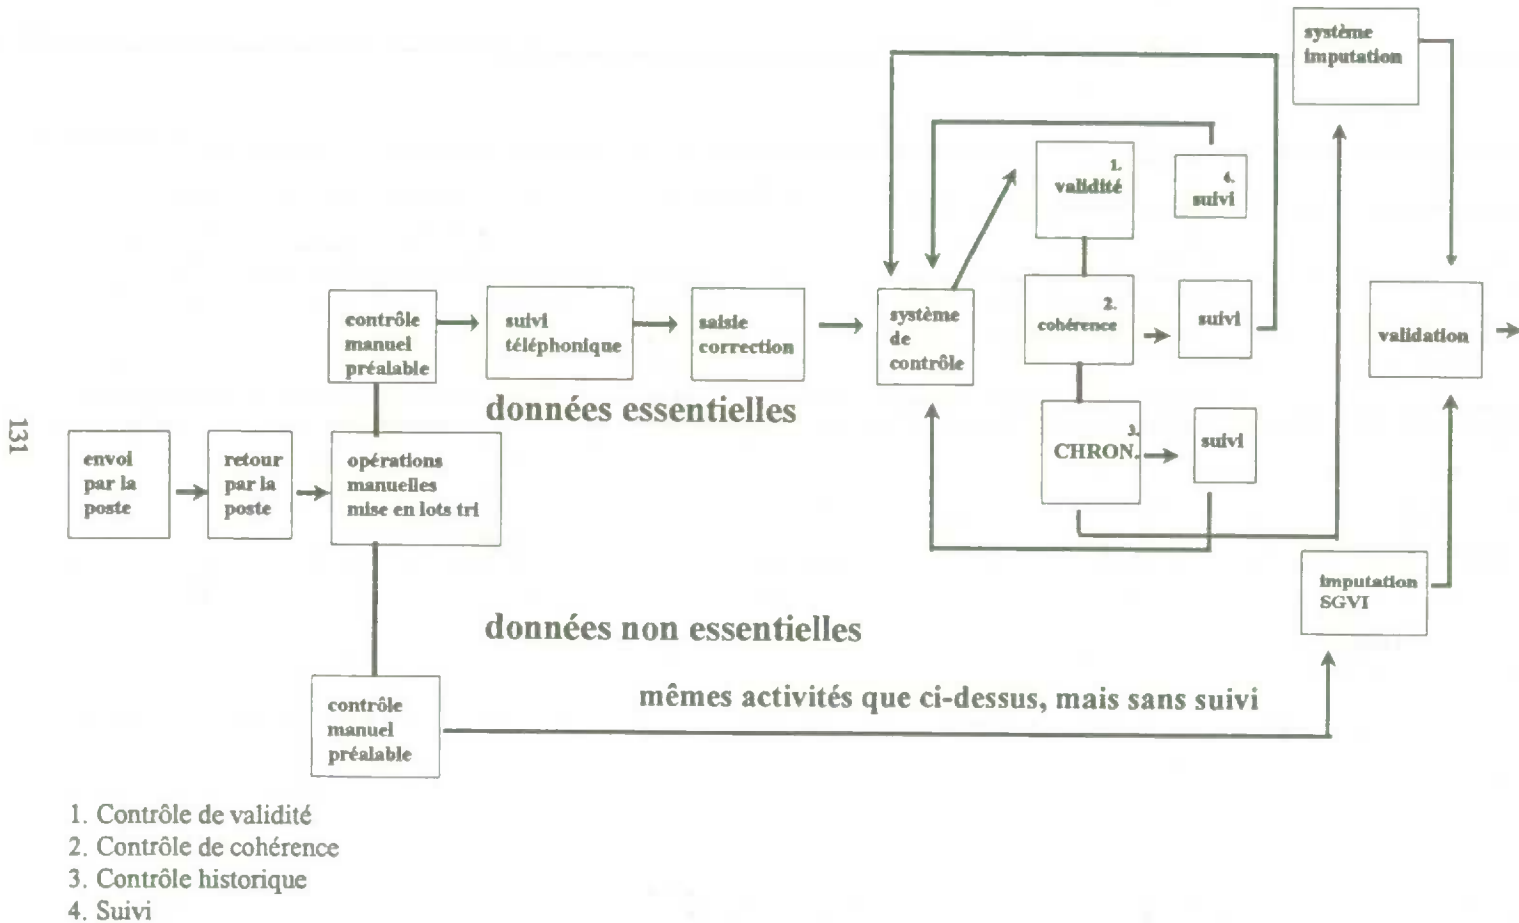 système
imputation
1.
validité
4.
suivi
contrôle
manuel
préalable
suivi
téléphonique
saisie
correction
système
de
contrôle
2.
cohérence
suivi
validation
données essentielles
131
envoi
par la
poste
retour
par la
poste
opérations
manuelles
mise en lots tri
3.
CHRON.
suivi
imputation
SGVI
données non essentielles
mêmes activités que ci-dessus, mais sans suivi
contrôle
manuel
préalable
1. Contrôle de validité
2. Contrôle de cohérence
3. Contrôle historique
4. Suivi